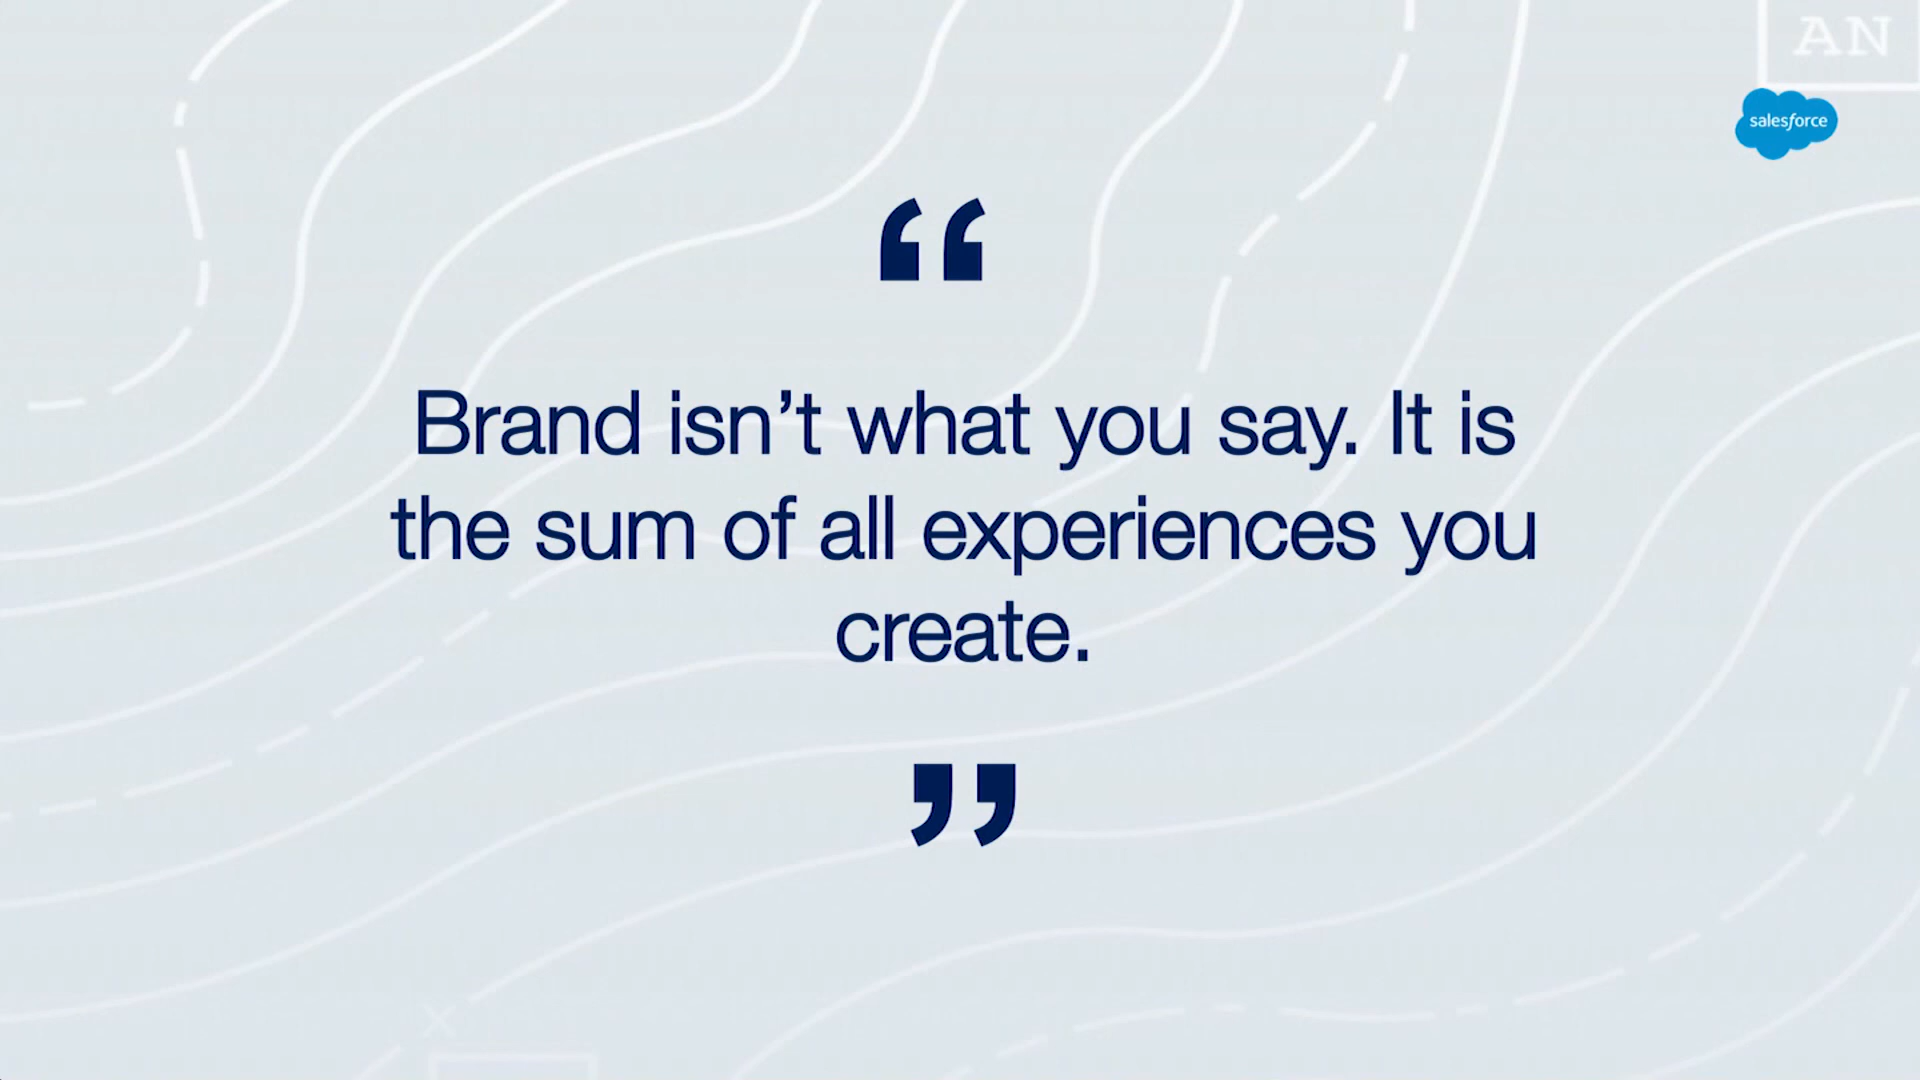 AN
salesforce
“
Brand isn’t what you say. It is
the sum of all experiences you
create.
”